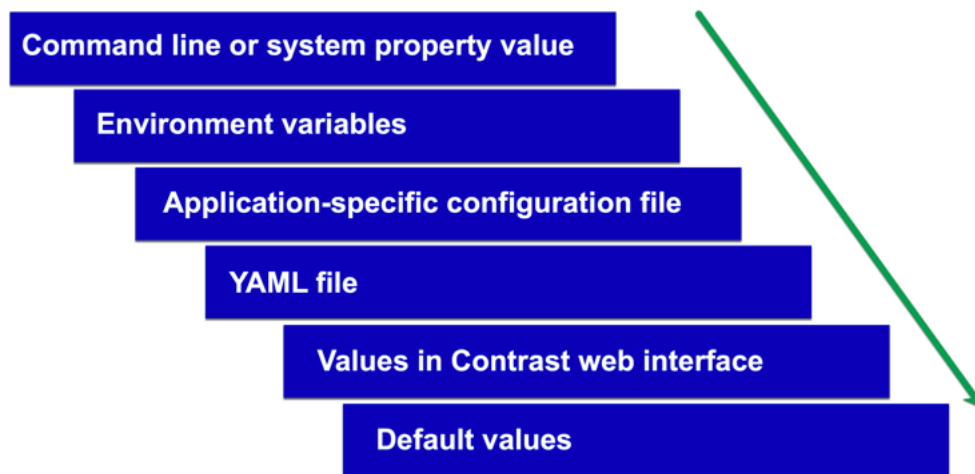 Command line or system property value
Environment variables
Application-specific configuration file
YAML file
Values in Contrast web interface
Default values